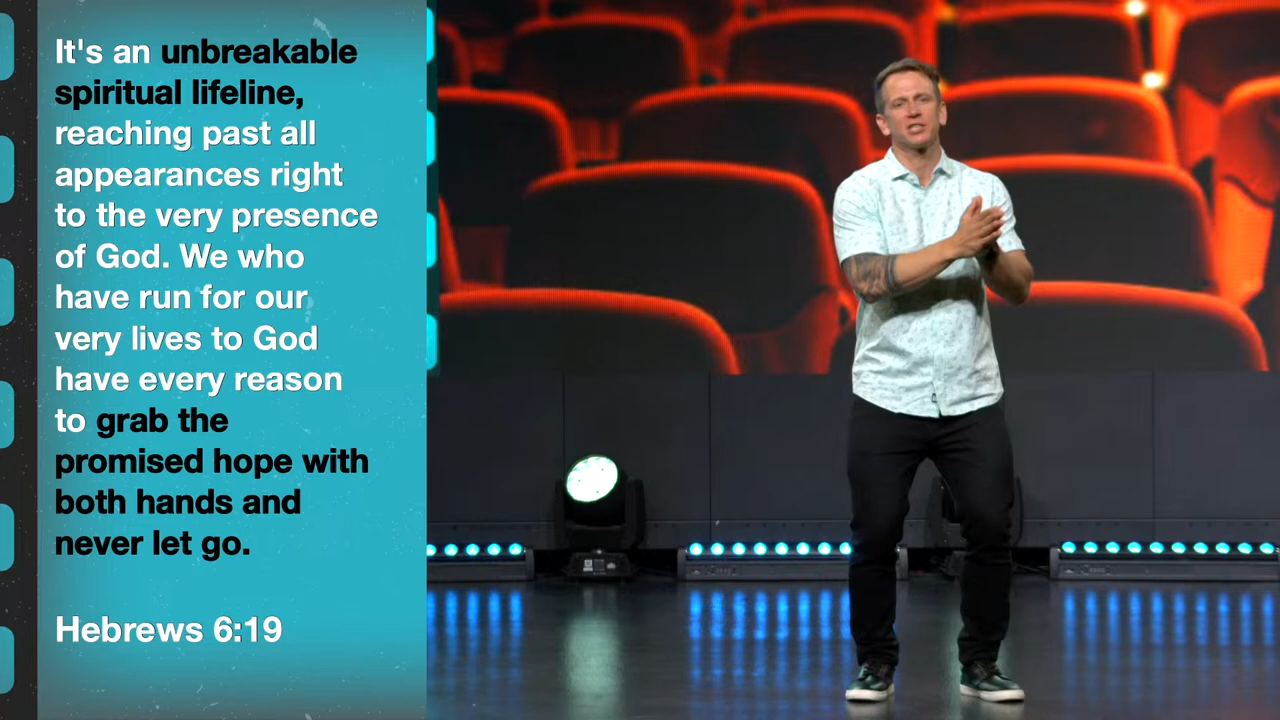 It's an unbreakable
spiritual lifeline,
reaching past all
appearances right
to the very presence
of God. We who
have run for our
very lives to God
have every reason
to grab the
promised hope with
both hands and
never let go.
Hebrews 6:19